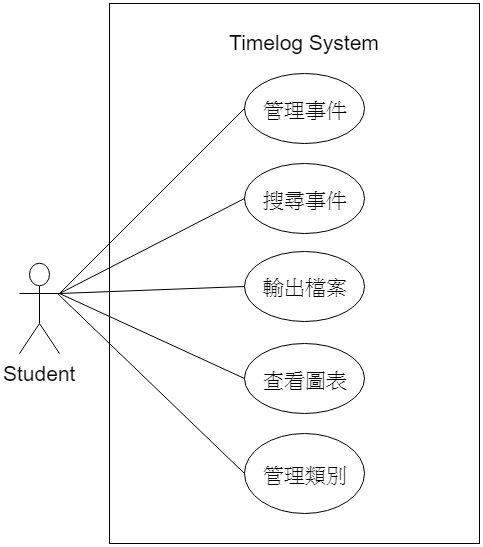 Timelog System
管理事件
搜尋事件
輸出檔案
查看圖表
管理類別
Student